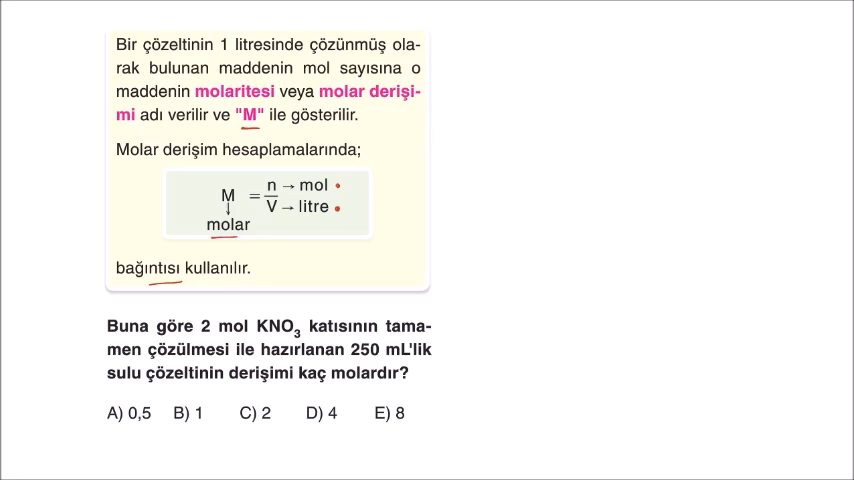 Bir çözeltinin 1 litresinde çözünmüş ola-
rak bulunan maddenin mol sayısına o
maddenin molaritesi veya molar derişi-
mi adı verilir ve "M" ile gösterilir.
Molar derişim hesaplamalarında;
M = n → mol
V → litre
↓
molar
bağıntısı kullanılır.
Buna göre 2 mol KNO₃ katısının tama-
men çözülmesi ile hazırlanan 250 mL'lik
sulu çözeltinin derişimi kaç molardır?
A) 0,5 B) 1 C) 2 D) 4 E) 8